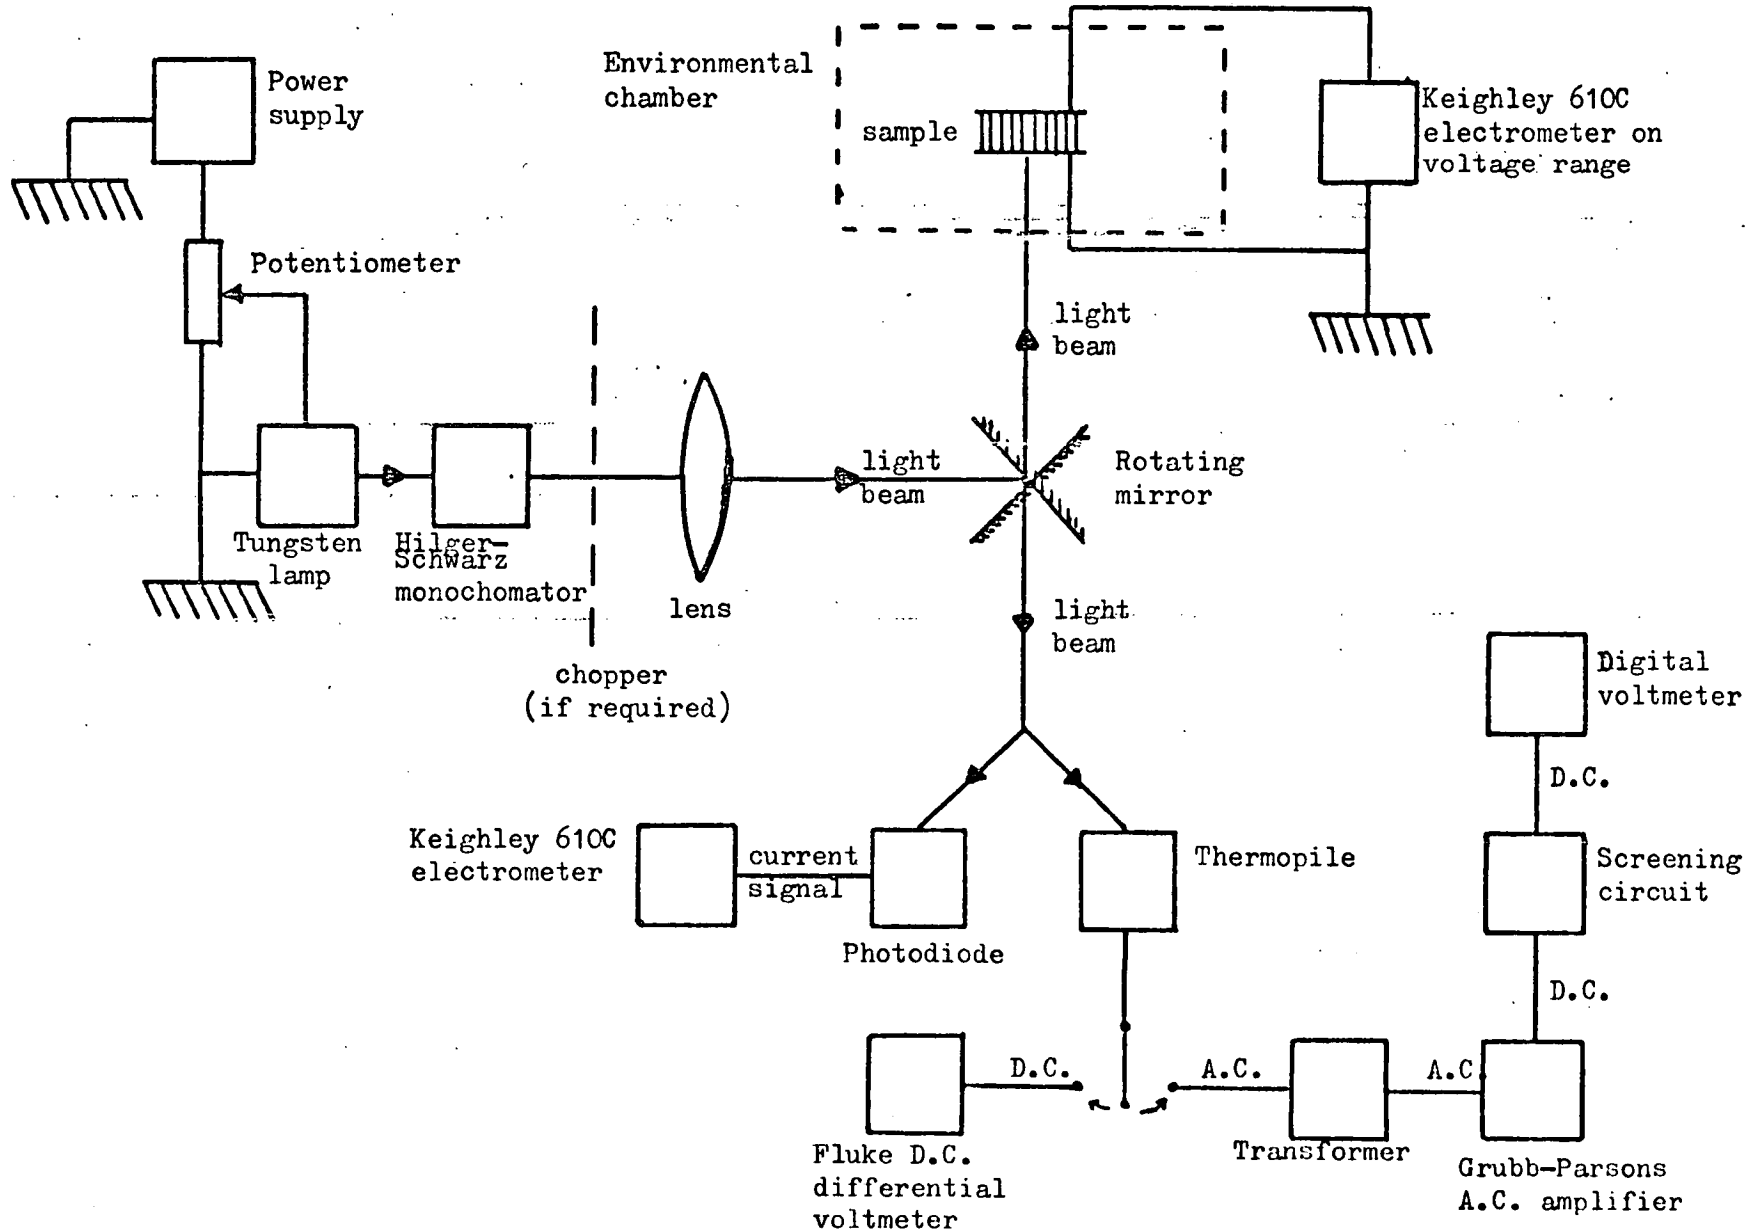 Power
supply
Environmental
chamber
sample
Keighley 610C
electrometer on
voltage range
Potentiometer
light
beam
light
beam
Rotating
mirror
Tungsten
lamp
Hilger-
Schwarz
monochomator
lens
chopper
(if required)
light
beam
Digital
voltmeter
D.C.
Keighley 610C
electrometer
current
signal
Photodiode
Thermopile
Screening
circuit
D.C.
D.C.
A.C.
A.C
Fluke D.C.
differential
voltmeter
Transformer
Grubb-Parsons
A.C. amplifier